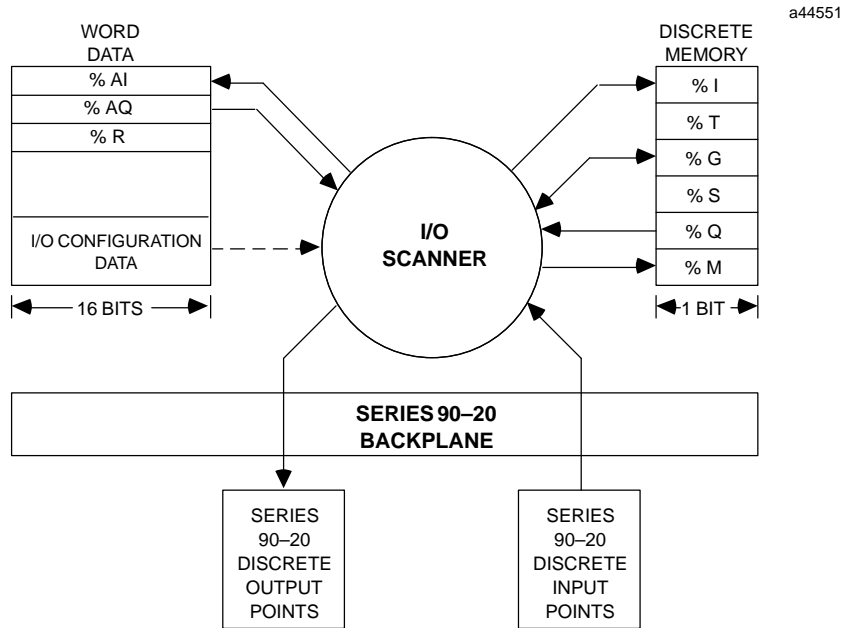 a44551
WORD
DATA
% AI
% AQ
% R
I/O CONFIGURATION
DATA
16 BITS
I/O
SCANNER
DISCRETE
MEMORY
% I
% T
% G
% S
% Q
% M
1 BIT
SERIES 90–20
BACKPLANE
SERIES
90–20
DISCRETE
OUTPUT
POINTS
SERIES
90–20
DISCRETE
INPUT
POINTS